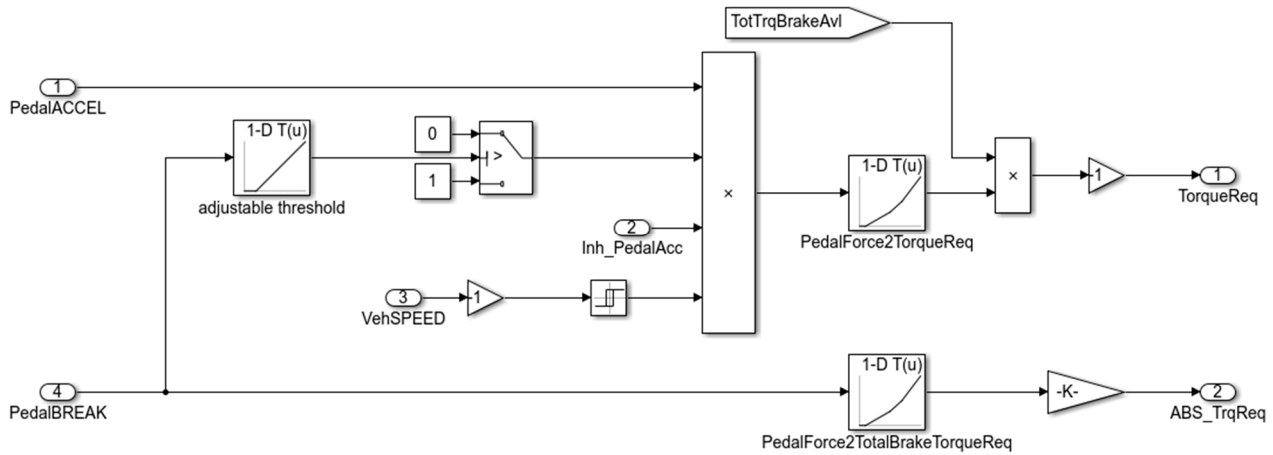 TotTrqBrakeAvl
1
PedalACCEL
1-D T(u)
adjustable threshold
0
>
1
×
2
Inh_PedalAcc
3
VehSPEED
-1
1-D T(u)
PedalForce2TorqueReq
×
-1
1
TorqueReq
4
PedalBREAK
1-D T(u)
PedalForce2TotalBrakeTorqueReq
-K-
2
ABS_TrqReq